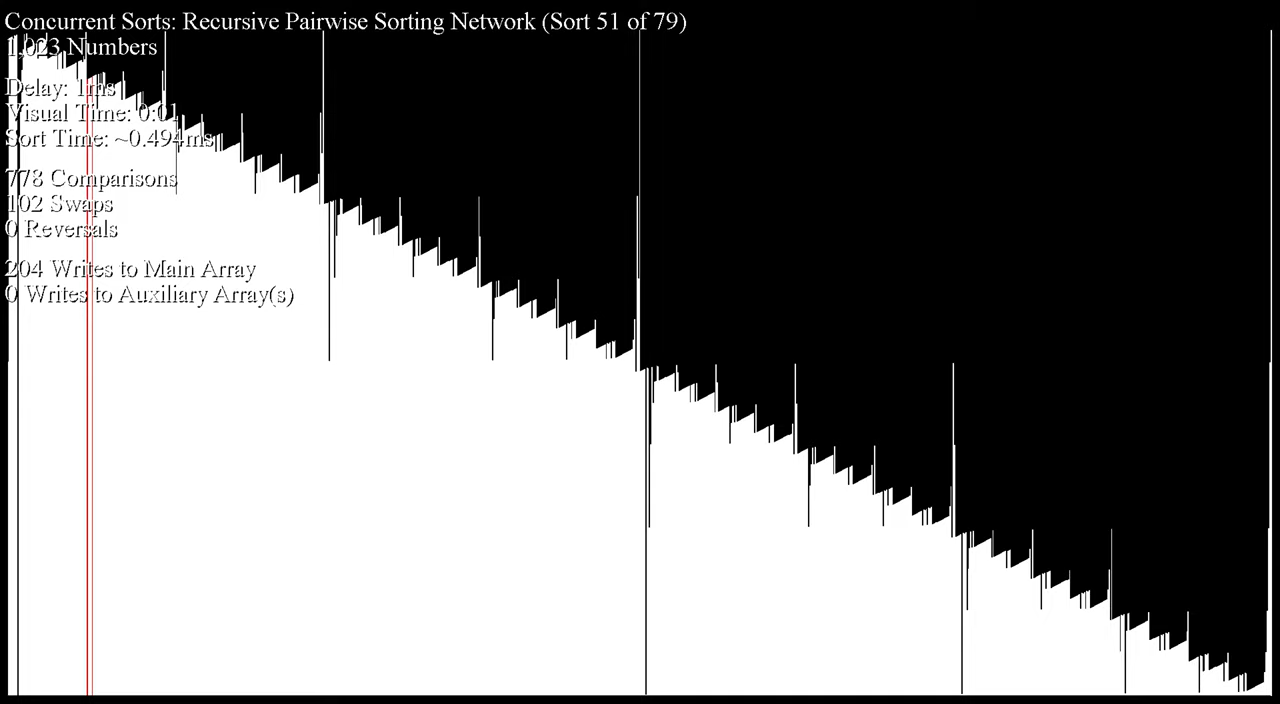 Concurrent Sorts: Recursive Pairwise Sorting Network (Sort 51 of 79)
1,023 Numbers
Delay: 1ms
Visual Time: 0:01
Sort Time: ~0.494ms
778 Comparisons
102 Swaps
0 Reversals
204 Writes to Main Array
0 Writes to Auxiliary Array(s)